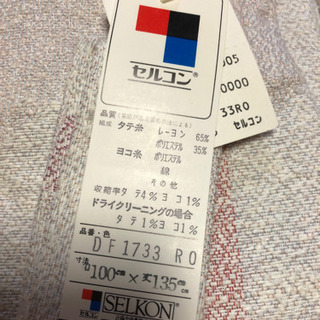 セルコン®
品質
組成 タテ糸 レーヨン 65%
ポリエステル 35%
ヨコ糸 ポリエステル
綿
その他
収縮率 タテ4% ヨコ1%
ドライクリーニングの場合
タテ1% ヨコ1%
品番・色
DF1733 RO
寸法 巾100cm×丈135cm
SELKON®
005
0000
33RO
セルコン